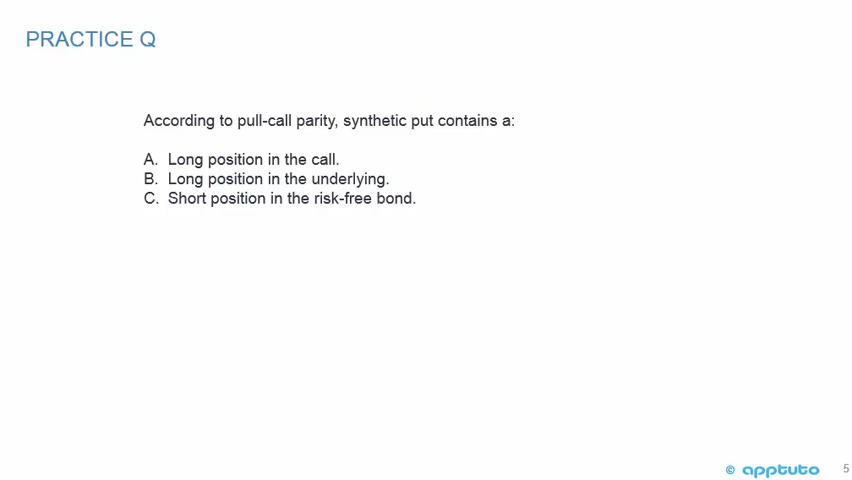 PRACTICE Q
According to pull-call parity, synthetic put contains a:
A. Long position in the call.
B. Long position in the underlying.
C. Short position in the risk-free bond.
© apptuto 5